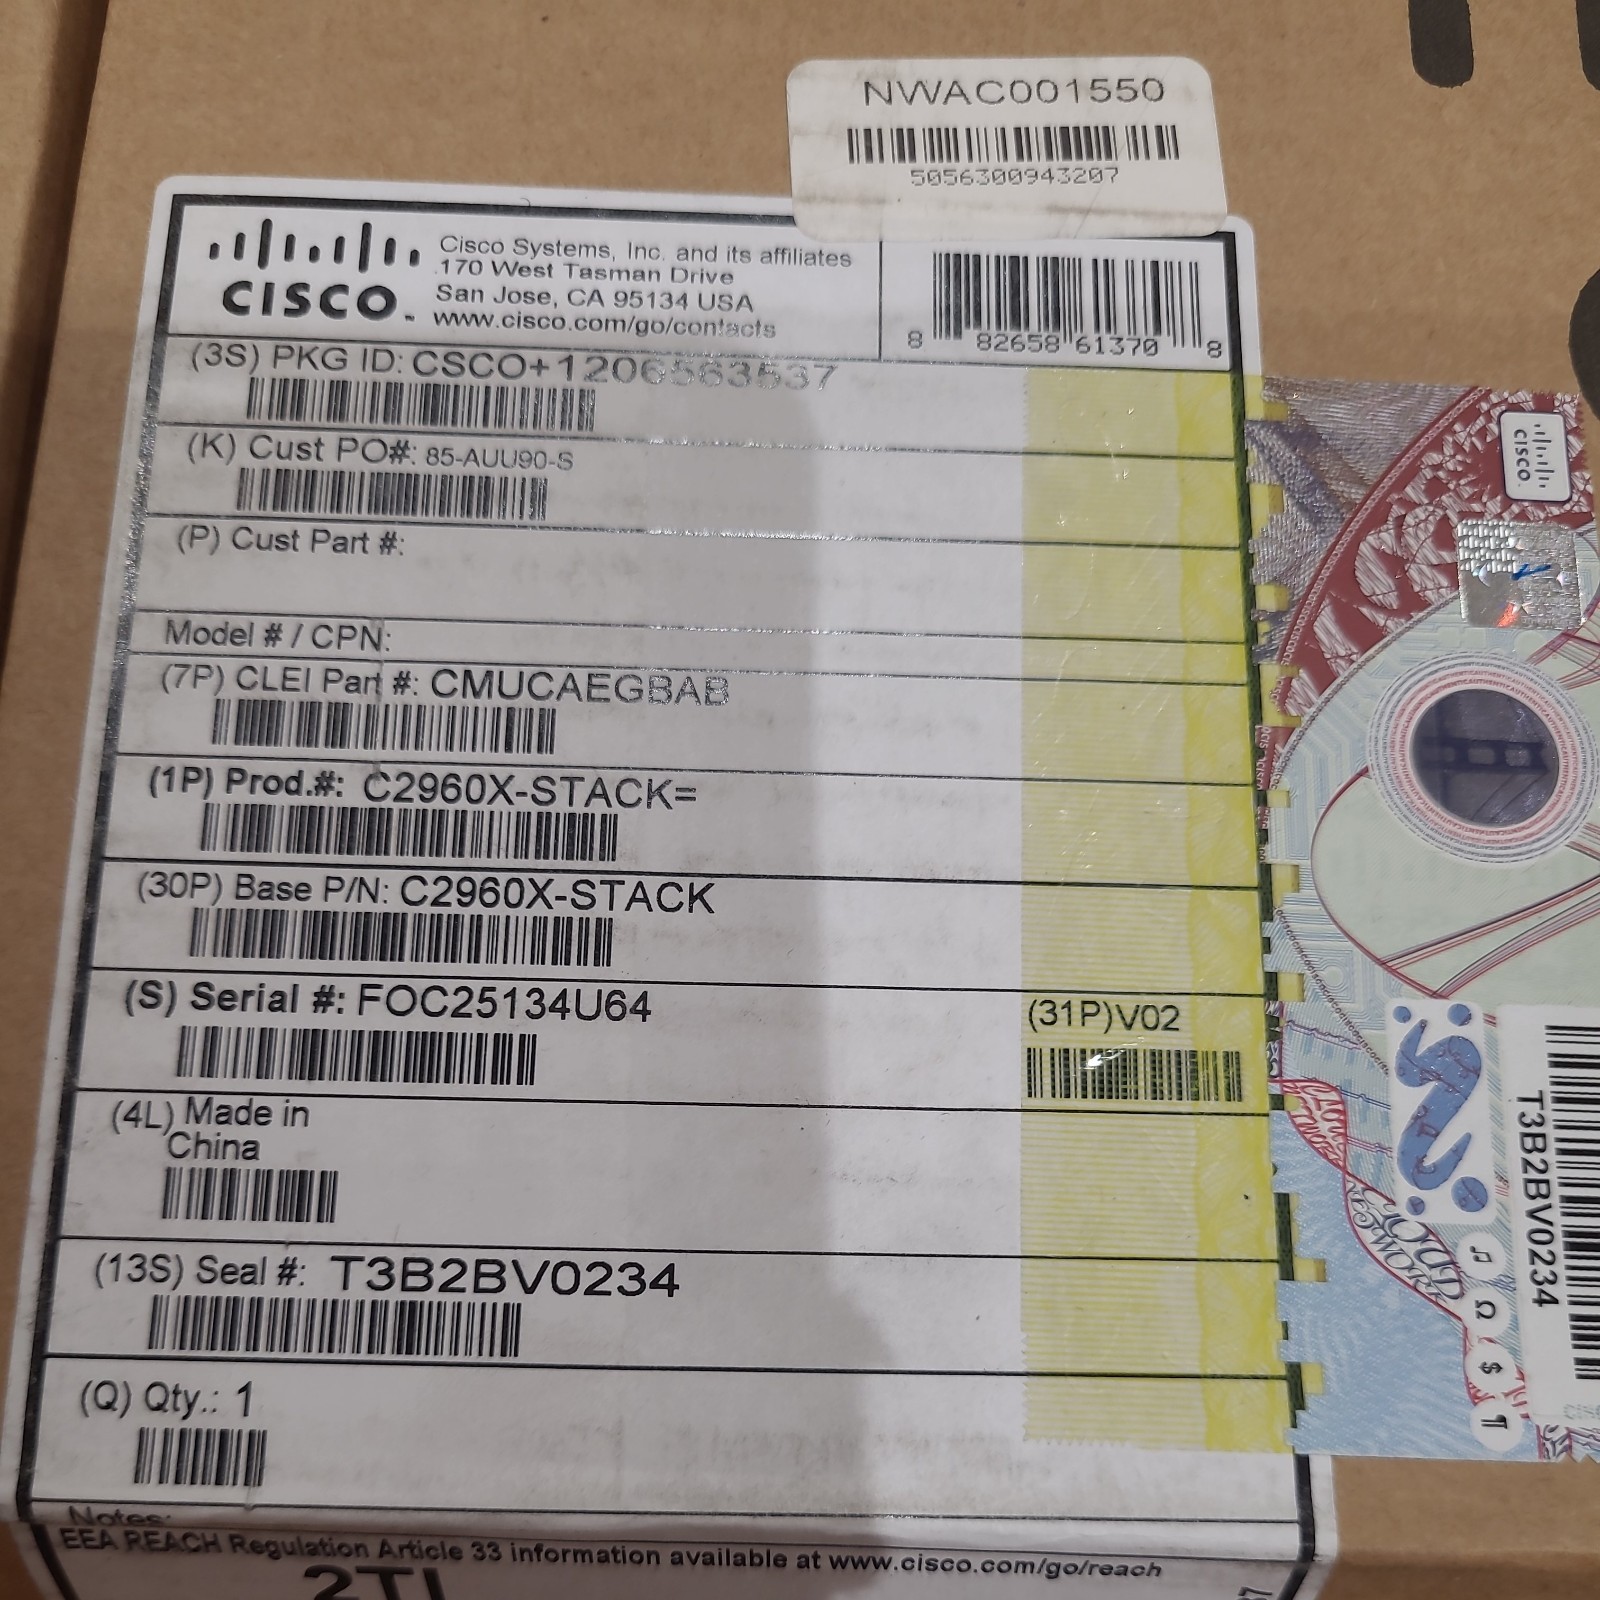 NWAC001550
5056300943207
CISCO
Cisco Systems, Inc. and its affiliates
170 West Tasman Drive
San Jose, CA 95134 USA
www.cisco.com/go/contacts
8 82658 61370 8
(3S) PKG ID: CSCO+1206563537
(K) Cust PO#: 85-AUU90-S
(P) Cust Part #:
Model # / CPN:
(7P) CLEI Part #: CMUCAEGBAB
(1P) Prod.#: C2960X-STACK=
(30P) Base P/N: C2960X-STACK
(S) Serial #: FOC25134U64
(31P)V02
(4L) Made in
China
(13S) Seal #: T3B2BV0234
(Q) Qty.: 1
Notes:
EEA REACH Regulation Article 33 information available at www.cisco.com/go/reach
CISCO
T3B2BV0234